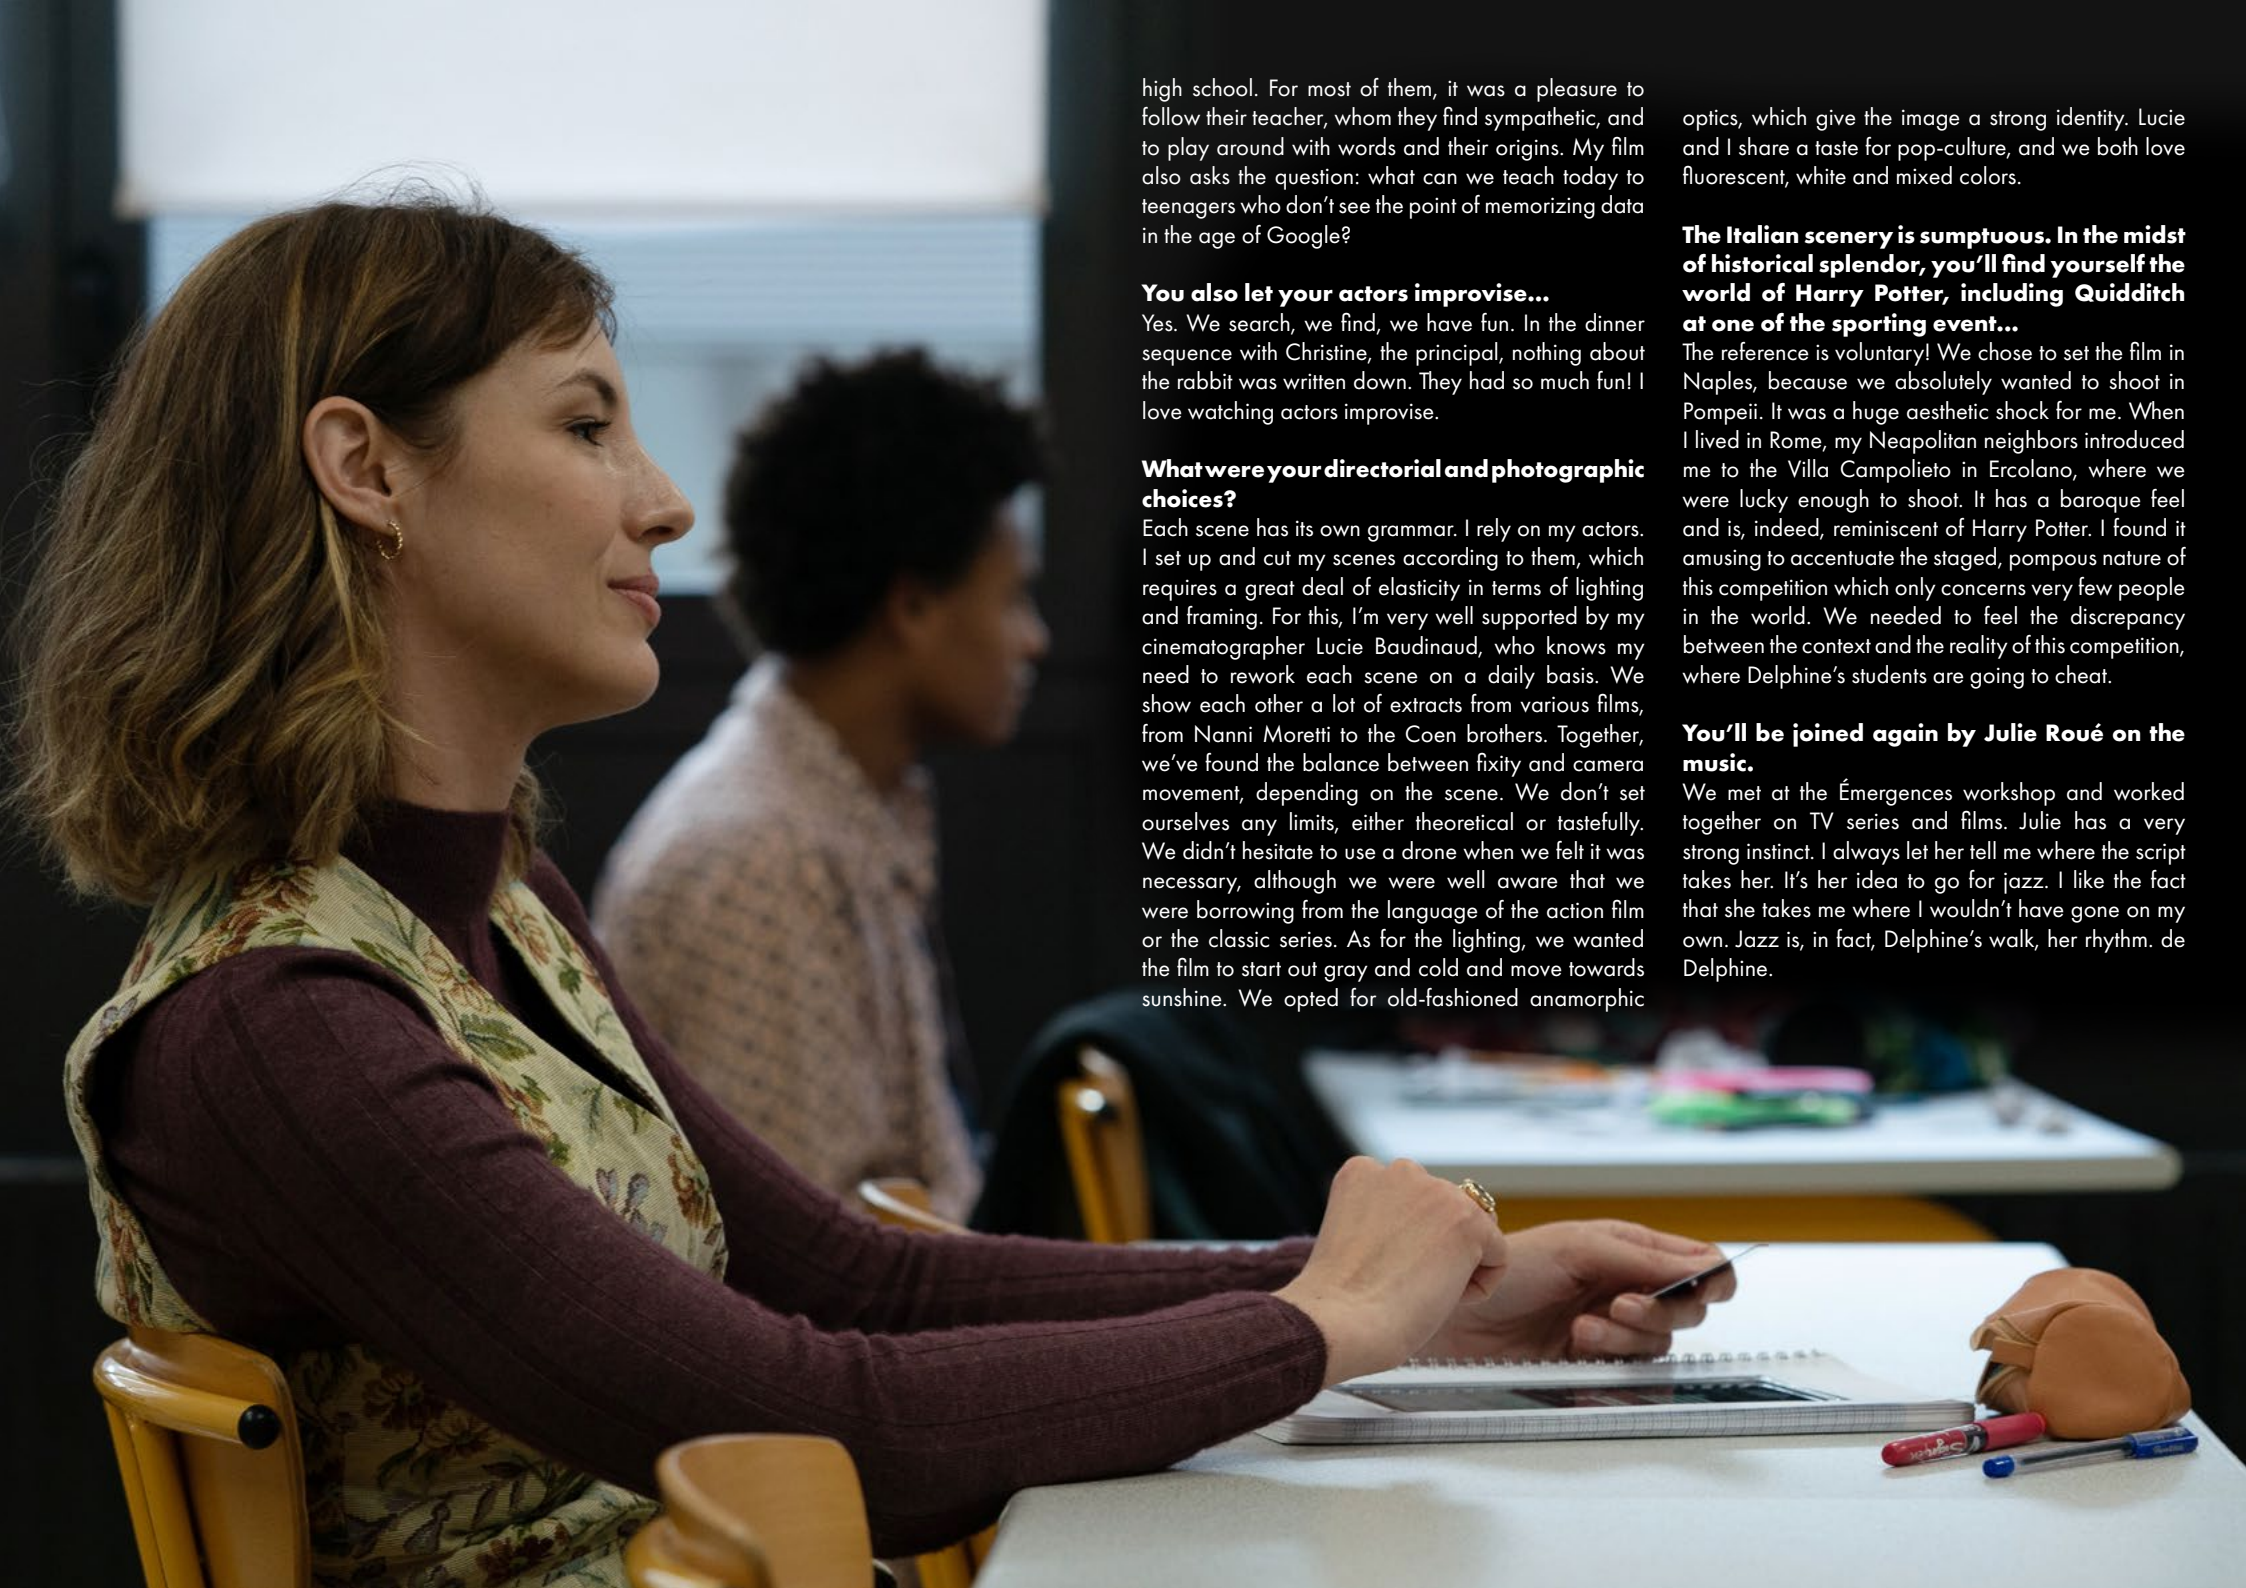 high school. For most of them, it was a pleasure to
follow their teacher, whom they find sympathetic, and
to play around with words and their origins. My film
also asks the question: what can we teach today to
teenagers who don't see the point of memorizing data
in the age of Google?
You also let your actors improvise...
Yes. We search, we find, we have fun. In the dinner
sequence with Christine, the principal, nothing about
the rabbit was written down. They had so much fun! I
love watching actors improvise.
What were your directorial and photographic
choices?
Each scene has its own grammar. I rely on my actors.
I set up and cut my scenes according to them, which
requires a great deal of elasticity in terms of lighting
and framing. For this, I'm very well supported by my
cinematographer Lucie Baudinaud, who knows my
need to rework each scene on a daily basis. We
show each other a lot of extracts from various films,
from Nanni Moretti to the Coen brothers. Together,
we've found the balance between fixity and camera
movement, depending on the scene. We don't set
ourselves any limits, either theoretical or tastefully.
We didn't hesitate to use a drone when we felt it was
necessary, although we were well aware that we
were borrowing from the language of the action film
or the classic series. As for the lighting, we wanted
the film to start out gray and cold and move towards
sunshine. We opted for old-fashioned anamorphic
optics, which give the image a strong identity. Lucie
and I share a taste for pop-culture, and we both love
fluorescent, white and mixed colors.
The Italian scenery is sumptuous. In the midst
of historical splendor, you'll find yourself the
world of Harry Potter, including Quidditch
at one of the sporting event...
The reference is voluntary! We chose to set the film in
Naples, because we absolutely wanted to shoot in
Pompeii. It was a huge aesthetic shock for me. When
I lived in Rome, my Neapolitan neighbors introduced
me to the Villa Campolieto in Ercolano, where we
were lucky enough to shoot. It has a baroque feel
and is, indeed, reminiscent of Harry Potter. I found it
amusing to accentuate the staged, pompous nature of
this competition which only concerns very few people
in the world. We needed to feel the discrepancy
between the context and the reality of this competition,
where Delphine's students are going to cheat.
You'll be joined again by Julie Roué on the
music.
We met at the Émergences workshop and worked
together on TV series and films. Julie has a very
strong instinct. I always let her tell me where the script
takes her. It's her idea to go for jazz. I like the fact
that she takes me where I wouldn't have gone on my
own. Jazz is, in fact, Delphine's walk, her rhythm. de
Delphine.